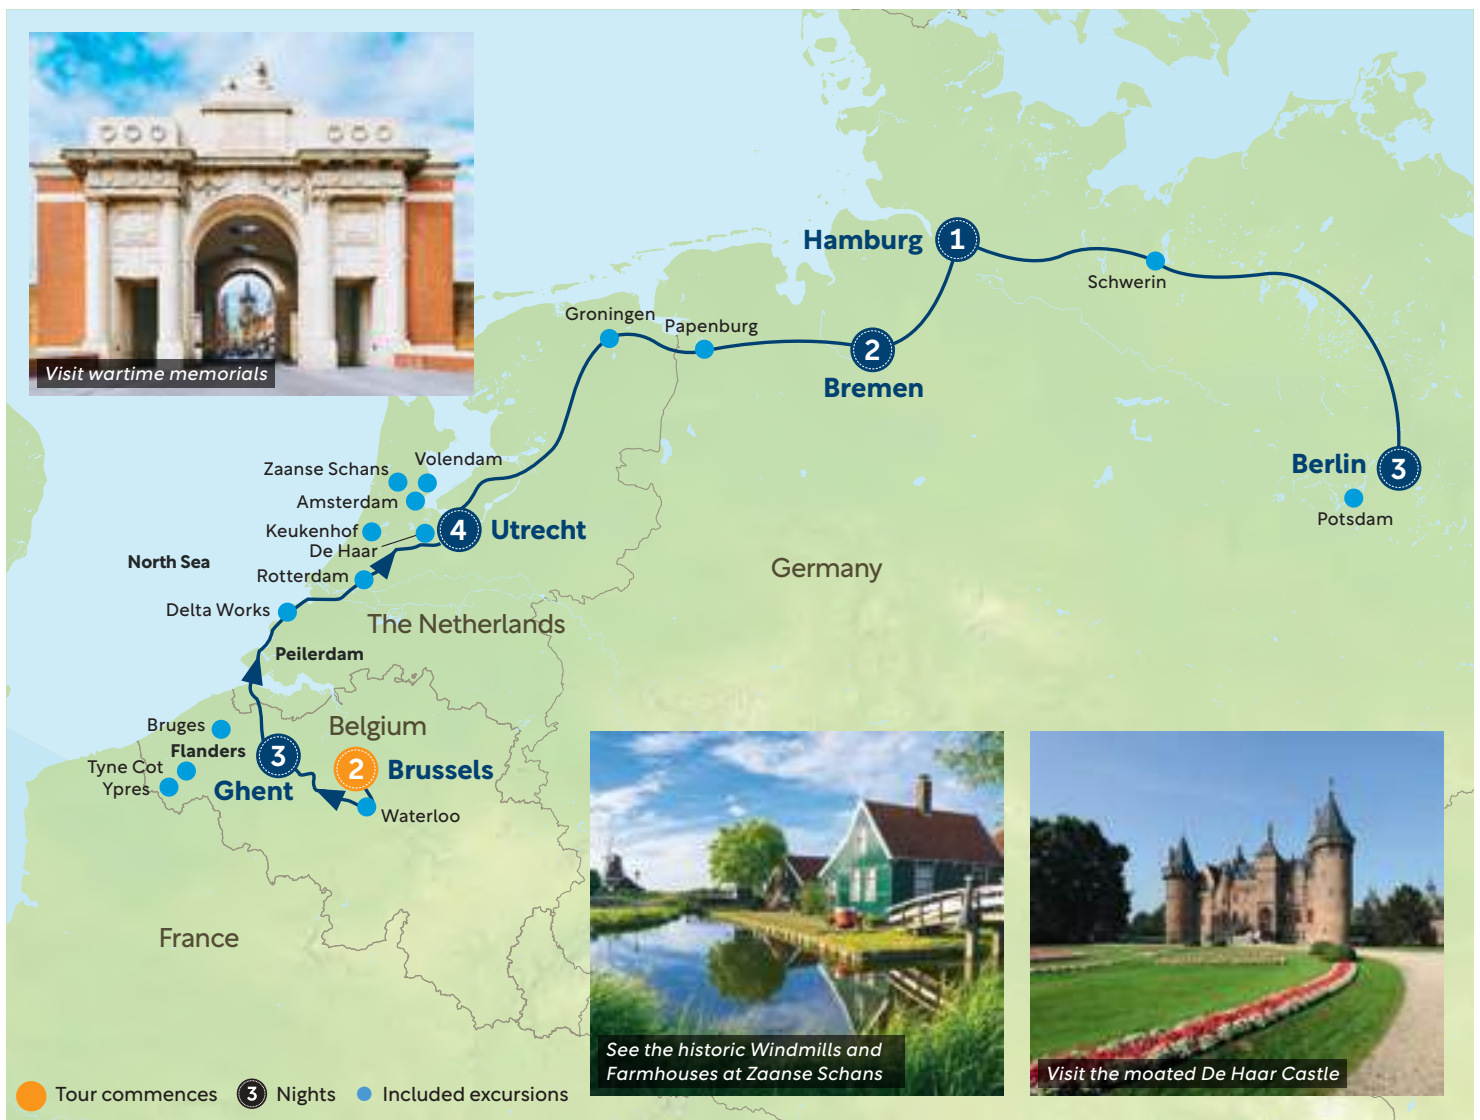 Visit wartime memorials
Hamburg
1
Schwerin
Groningen
Papenburg
2
Bremen
Berlin
3
Potsdam
Zaanse Schans
Volendam
Amsterdam
Keukenhof
De Haar
4
Utrecht
North Sea
Rotterdam
Delta Works
Germany
The Netherlands
Peilerdam
Belgium
Bruges
Flanders
Tyne Cot
Ypres
3
Ghent
2
Brussels
Waterloo
France
See the historic Windmills and
Farmhouses at Zaanse Schans
Visit the moated De Haar Castle
Tour commences
3
Nights
Included excursions